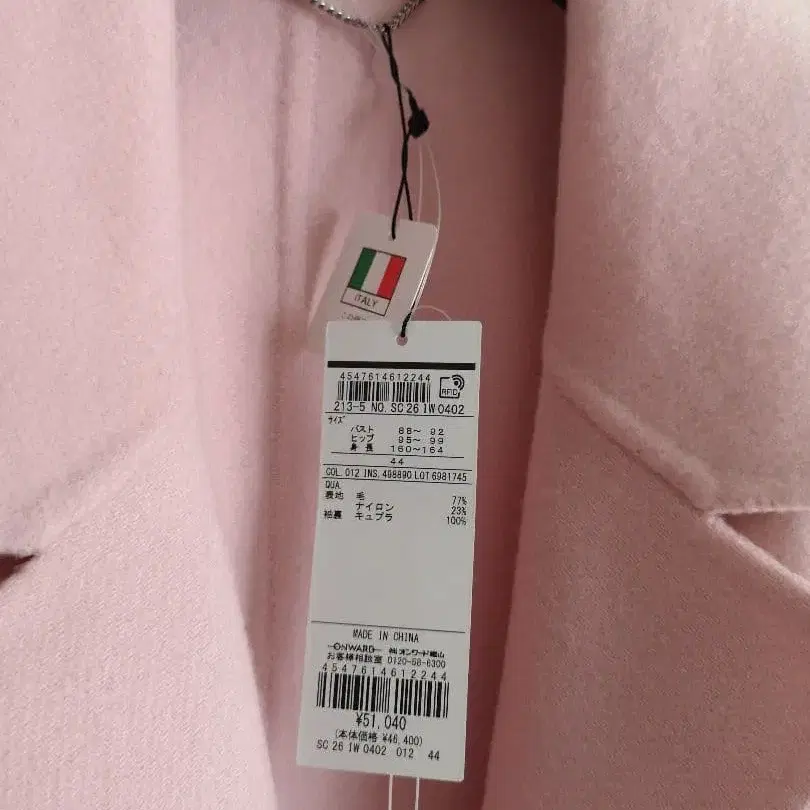 ITALY
4547614612244
RFID
213-5 NO. SC 26 IW 0402
サイズ
バスト 88~ 92
ヒップ 95~ 99
身長 160~164
44
COL. 012 INS. 498890 LOT 6981745
QUA.
表地 毛 77%
ナイロン 23%
袖裏 キュプラ 100%
MADE IN CHINA
ONWARD ㈱オンワード樫山
お客様相談室 0120-58-6300
4547614612244
¥51,040
(本体価格 ¥46,400)
SC 26 IW 0402 012 44